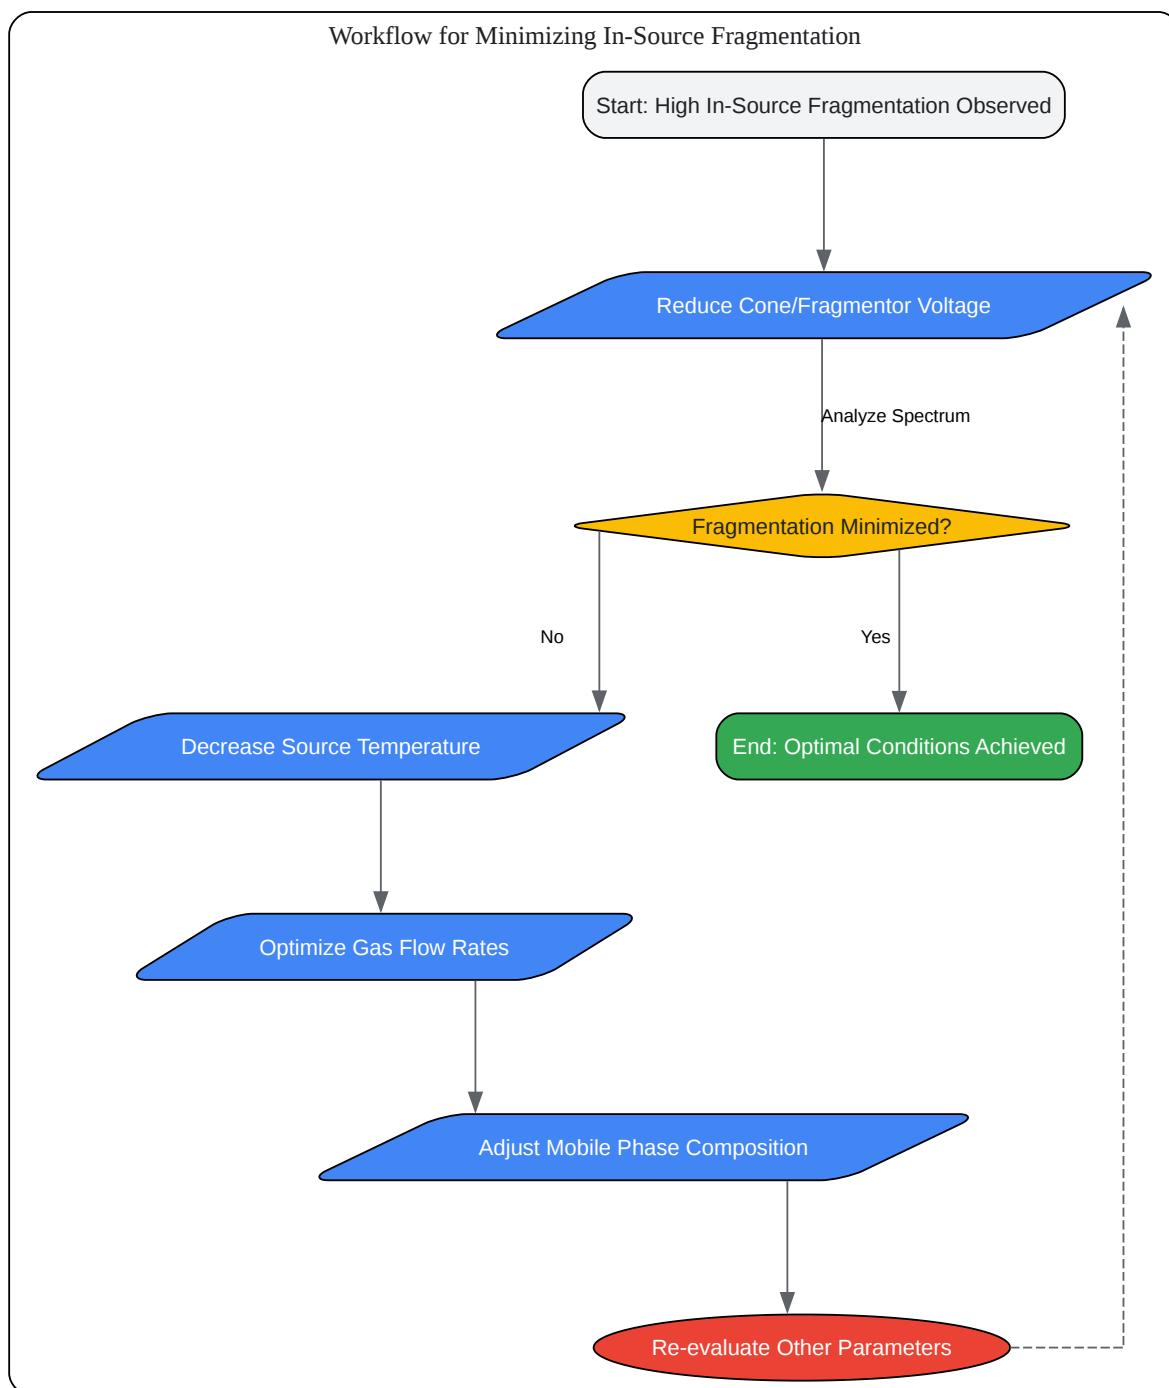 Workflow for Minimizing In-Source Fragmentation
Start: High In-Source Fragmentation Observed
Reduce Cone/Fragmentor Voltage
Analyze Spectrum
Fragmentation Minimized?
No
Yes
Decrease Source Temperature
End: Optimal Conditions Achieved
Optimize Gas Flow Rates
Adjust Mobile Phase Composition
Re-evaluate Other Parameters